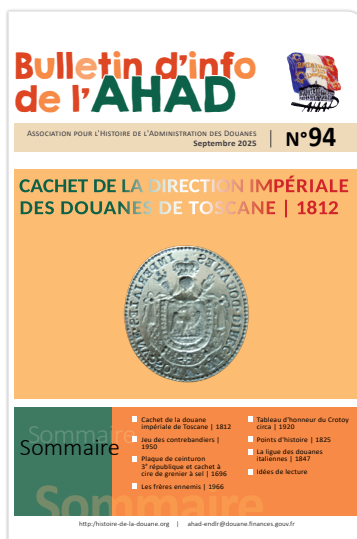 Bulletin d'info
de l'AHAD
AHAD
Association pour l'Histoire de l'Administration des Douanes
Septembre 2025
N°94
CACHET DE LA DIRECTION IMPÉRIALE
DES DOUANES DE TOSCANE | 1812
Sommaire
Sommaire
Cachet de la douane
impériale de Toscane | 1812
Jeu des contrebandiers |
1950
Plaque de ceinturon
3e république et cachet à
cire de grenier à sel | 1696
Les frères ennemis | 1966
Tableau d'honneur du Crotoy
circa | 1920
Points d'histoire | 1825
La ligue des douanes
italiennes | 1847
Idées de lecture
Sommaire
http:/histoire-de-la-douane.org | ahad-endlr@douane.finances.gouv.fr